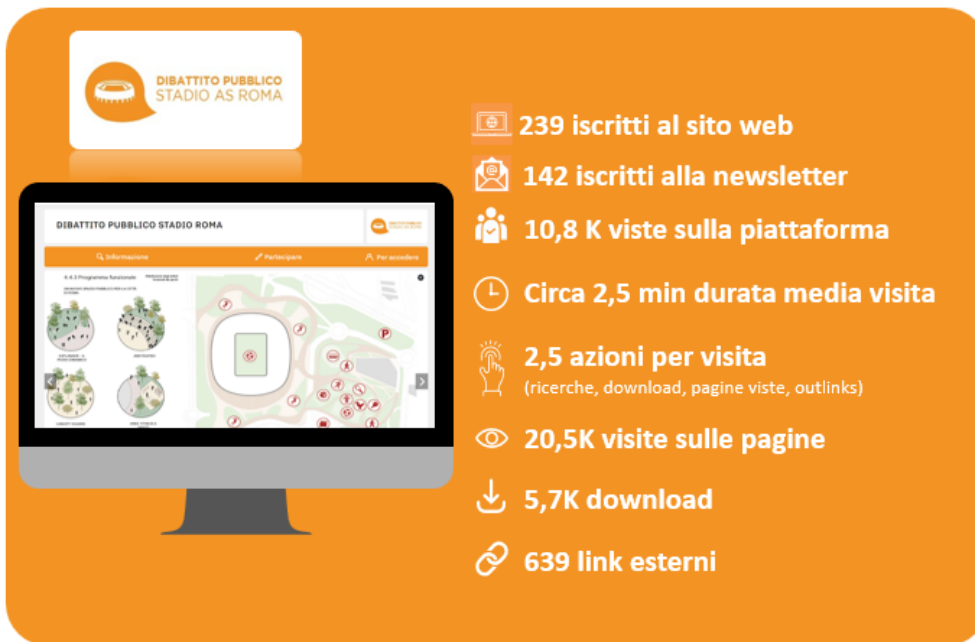 DIBATTITO PUBBLICO
STADIO AS ROMA
DIBATTITO PUBBLICO STADIO ROMA
Informazione
Partecipare
Per accedere
4.4.3 Programma funzionale
P
239 iscritti al sito web
142 iscritti alla newsletter
10,8 K viste sulla piattaforma
Circa 2,5 min durata media visita
2,5 azioni per visita
(ricerche, download, pagine viste, outlinks)
20,5K visite sulle pagine
5,7K download
639 link esterni